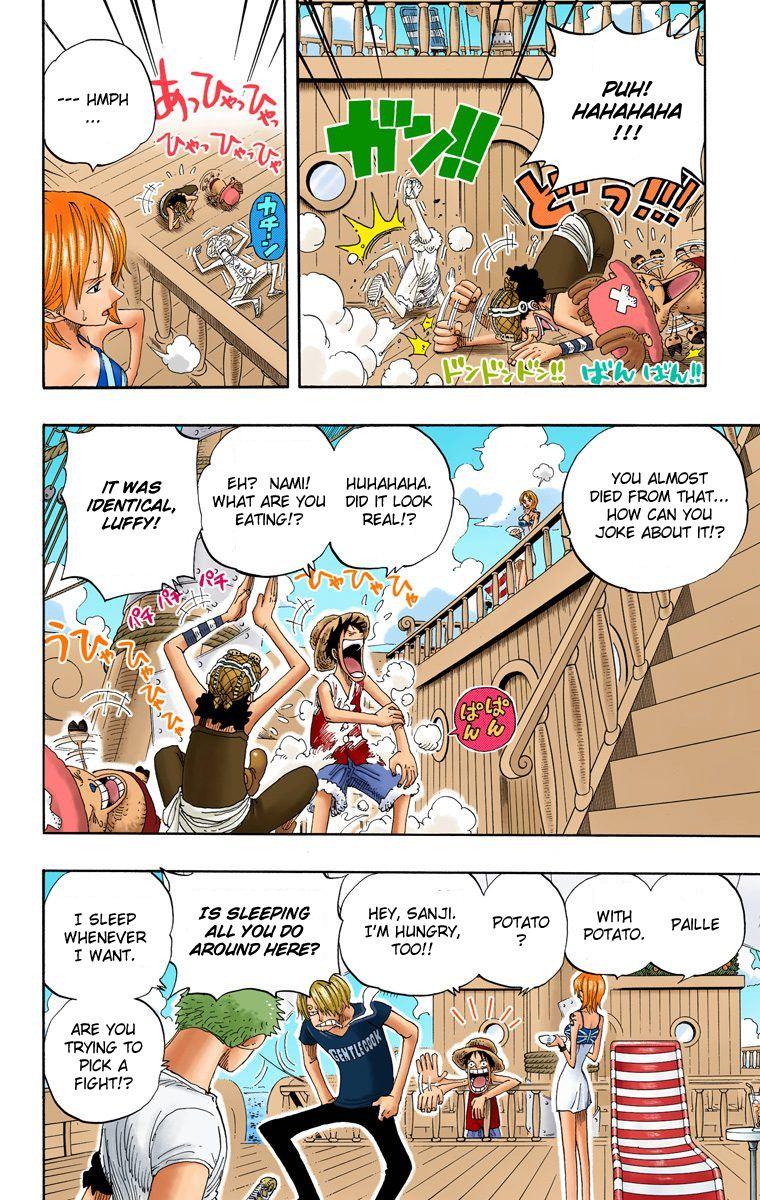 PUH!
HAHAHAHA
!!!
ガン!!
どっ!!!
ドンドンドン!!
ばん ばん!!
--- HMPH
...
あっひゃっひゃっ
ひゃっひゃっひゃ
カチーン
YOU ALMOST
DIED FROM THAT...
HOW CAN YOU
JOKE ABOUT IT!?
HUHAHAHA.
DID IT LOOK
REAL!?
EH? NAMI!
WHAT ARE YOU
EATING!?
IT WAS
IDENTICAL,
LUFFY!
ひゃひゃひゃ
パチ パチ パチ
うひゃひゃひゃひゃ
ぱん
ぱん
PAILLE
WITH
POTATO.
POTATO
?
HEY, SANJI.
I'M HUNGRY,
TOO!!
IS SLEEPING
ALL YOU DO
AROUND HERE?
I SLEEP
WHENEVER
I WANT.
ARE YOU
TRYING TO
PICK A
FIGHT!?
GENTLECOOK